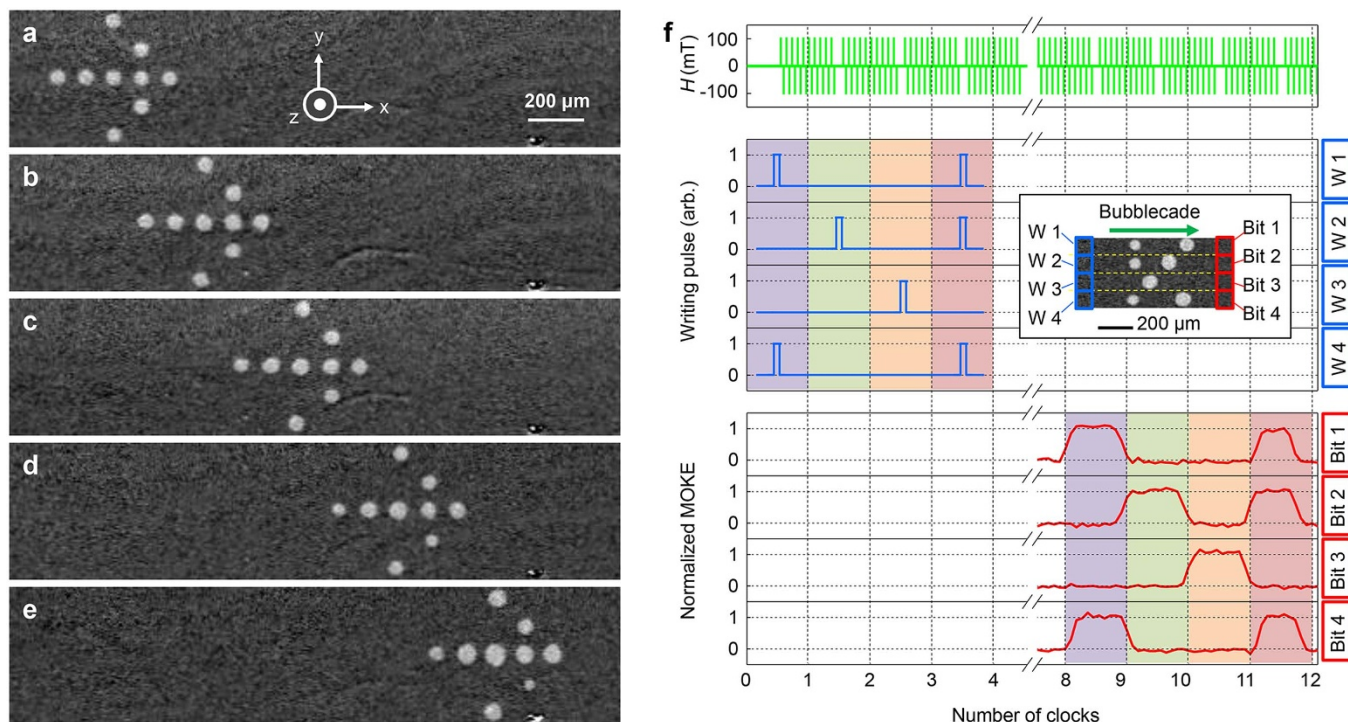 a
y
z
x
200 µm
b
c
d
e
f
H (mT)
100
0
-100
Writing pulse (arb.)
1
0
W 1
1
0
W 2
1
0
W 3
1
0
W 4
Bubblecade
W 1
W 2
W 3
W 4
Bit 1
Bit 2
Bit 3
Bit 4
200 µm
Normalized MOKE
1
0
Bit 1
1
0
Bit 2
1
0
Bit 3
1
0
Bit 4
0 1 2 3 4 8 9 10 11 12
Number of clocks